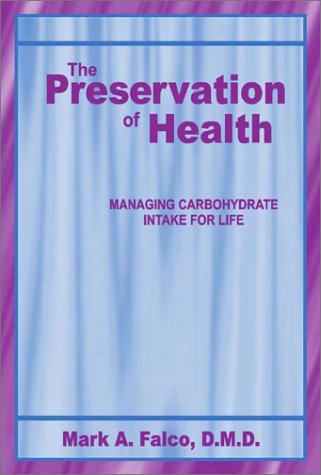 The
Preservation
of Health
MANAGING CARBOHYDRATE
INTAKE FOR LIFE
Mark A. Falco, D.M.D.